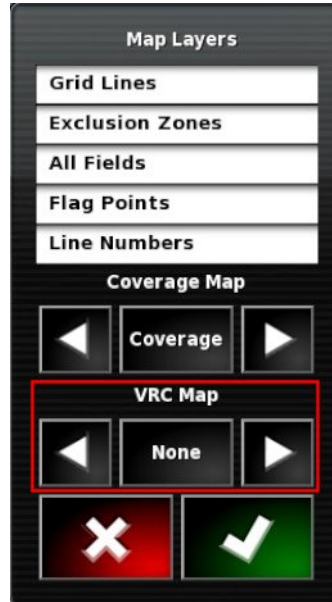 Map Layers
Grid Lines
Exclusion Zones
All Fields
Flag Points
Line Numbers
Coverage Map
Coverage
VRC Map
None